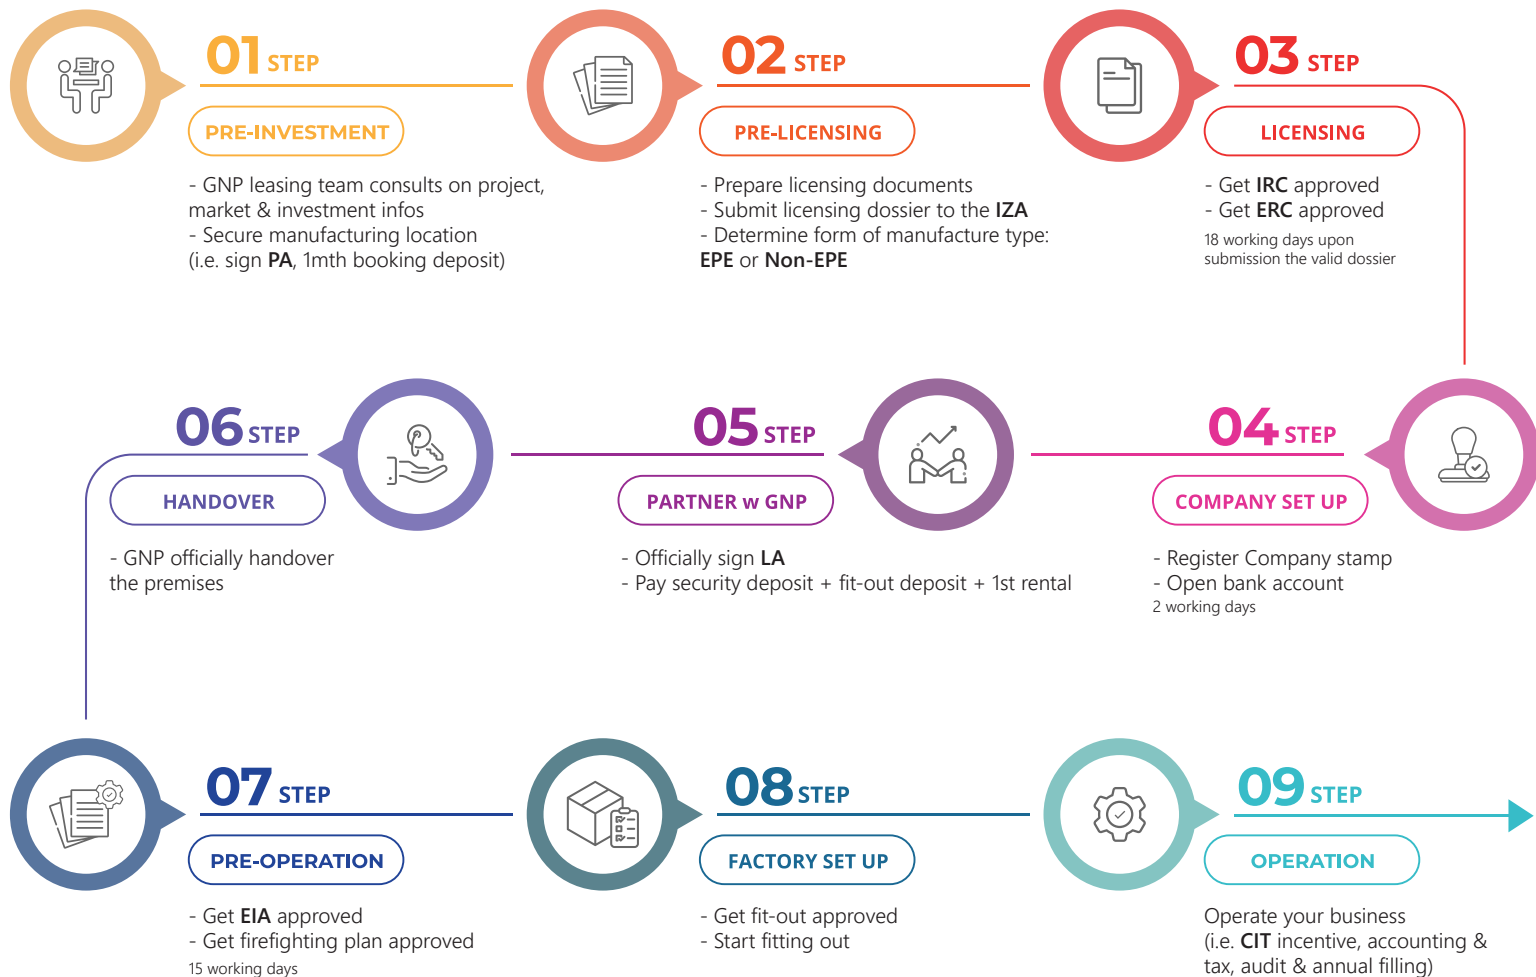 01 STEP
PRE-INVESTMENT
- GNP leasing team consults on project,
market & investment infos
- Secure manufacturing location
(i.e. sign PA, 1mth booking deposit)
02 STEP
PRE-LICENSING
- Prepare licensing documents
- Submit licensing dossier to the IZA
- Determine form of manufacture type:
EPE or Non-EPE
03 STEP
LICENSING
- Get IRC approved
- Get ERC approved
18 working days upon
submission the valid dossier
04 STEP
COMPANY SET UP
- Register Company stamp
- Open bank account
2 working days
05 STEP
PARTNER w GNP
- Officially sign LA
- Pay security deposit + fit-out deposit + 1st rental
06 STEP
HANDOVER
- GNP officially handover
the premises
07 STEP
PRE-OPERATION
- Get EIA approved
- Get firefighting plan approved
15 working days
08 STEP
FACTORY SET UP
- Get fit-out approved
- Start fitting out
09 STEP
OPERATION
Operate your business
(i.e. CIT incentive, accounting &
tax, audit & annual filling)